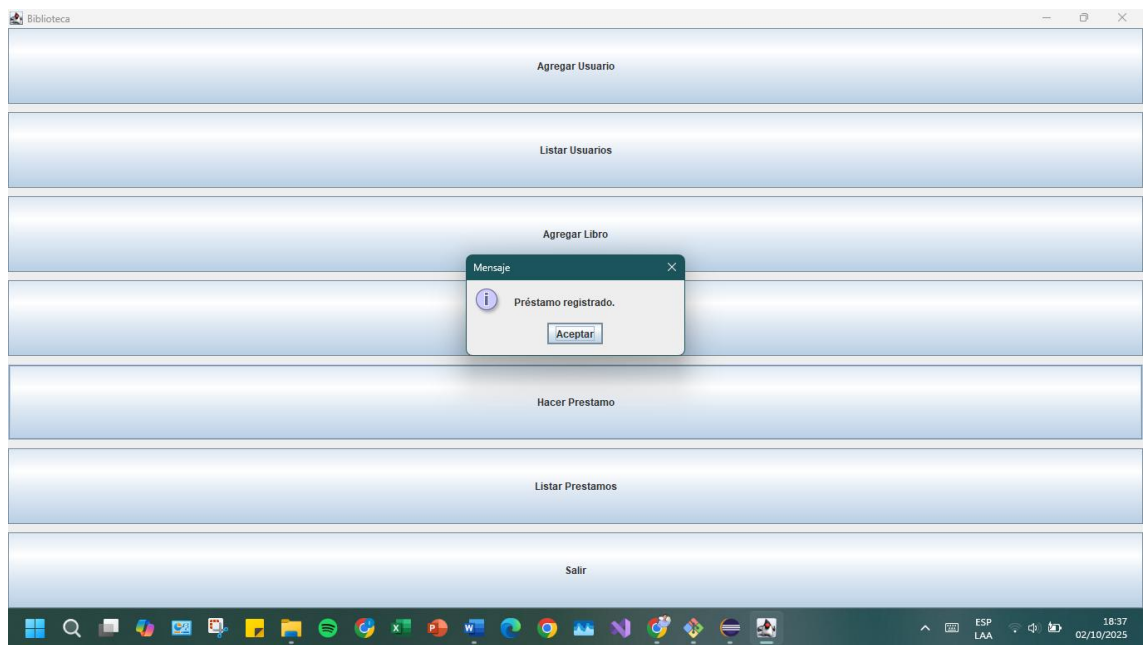 Biblioteca
Agregar Usuario
Listar Usuarios
Agregar Libro
Mensaje
Préstamo registrado.
Aceptar
Hacer Prestamo
Listar Prestamos
Salir
ESP
LAA
18:37
02/10/2025